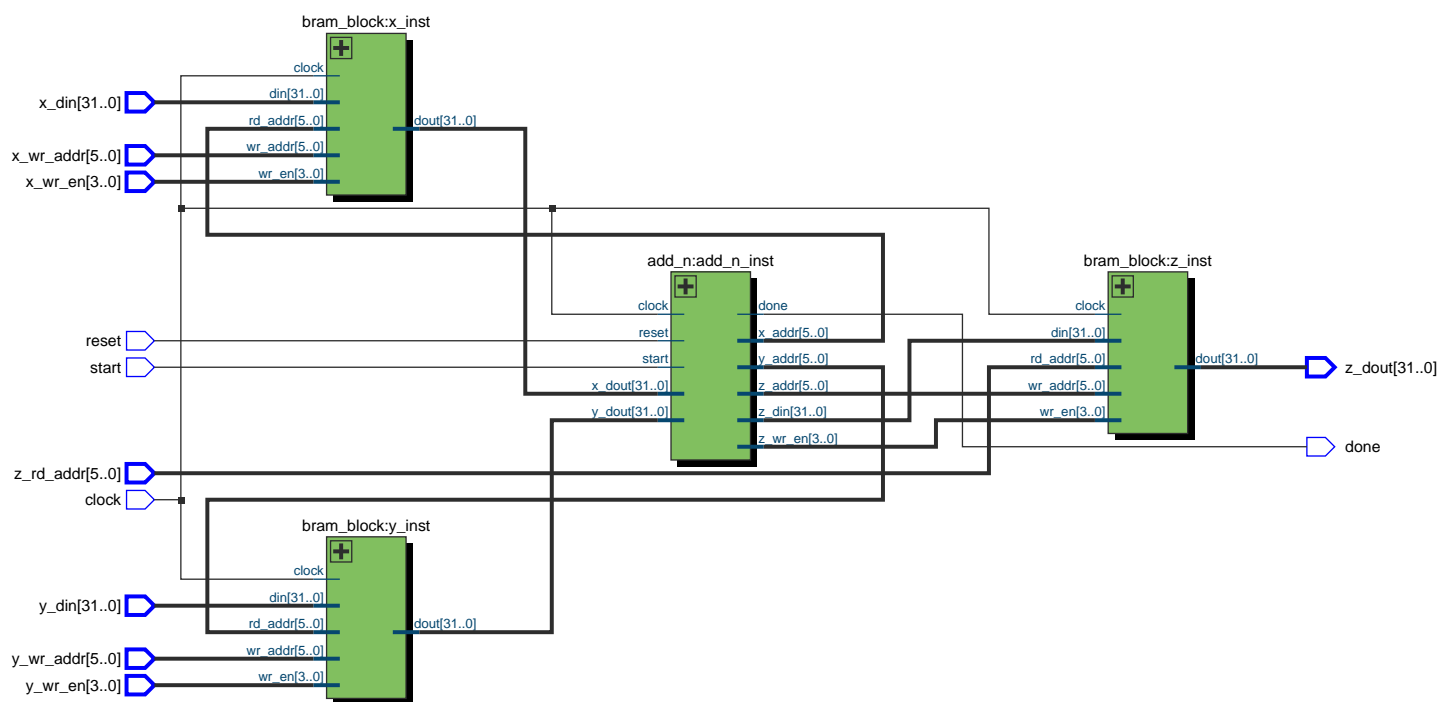 bram_block:x_inst
clock
x_din[31..0]
din[31..0]
rd_addr[5..0]
dout[31..0]
x_wr_addr[5..0]
wr_addr[5..0]
x_wr_en[3..0]
wr_en[3..0]
add_n:add_n_inst
clock
done
reset
reset
x_addr[5..0]
start
start
y_addr[5..0]
x_dout[31..0]
z_addr[5..0]
y_dout[31..0]
z_din[31..0]
z_wr_en[3..0]
bram_block:z_inst
clock
din[31..0]
rd_addr[5..0]
dout[31..0]
z_dout[31..0]
wr_addr[5..0]
wr_en[3..0]
done
z_rd_addr[5..0]
clock
bram_block:y_inst
clock
y_din[31..0]
din[31..0]
rd_addr[5..0]
dout[31..0]
y_wr_addr[5..0]
wr_addr[5..0]
y_wr_en[3..0]
wr_en[3..0]